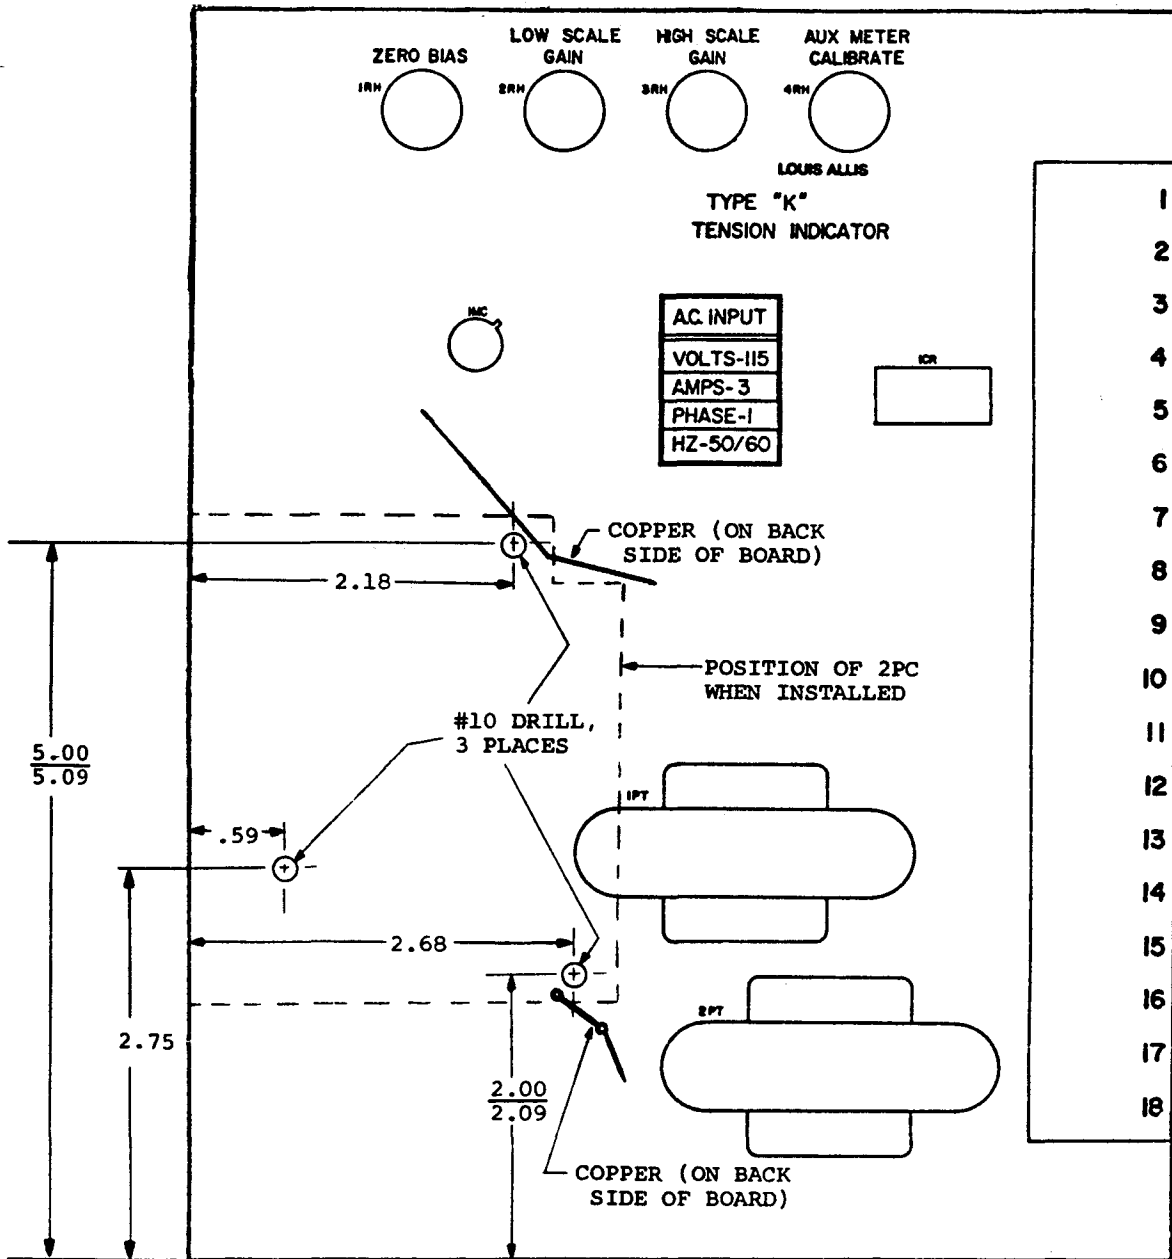 ZERO BIAS
LOW SCALE
GAIN
HIGH SCALE
GAIN
AUX METER
CALIBRATE
1RH
2RH
3RH
4RH
LOUIS ALLIS
TYPE "K"
TENSION INDICATOR
1MC
A.C. INPUT
VOLTS-115
AMPS-3
PHASE-1
HZ-50/60
1CR
1
2
3
4
5
6
7
8
9
10
11
12
13
14
15
16
17
18
COPPER (ON BACK
SIDE OF BOARD)
2.18
POSITION OF 2PC
WHEN INSTALLED
#10 DRILL,
3 PLACES
5.00
5.09
.59
1PT
2.68
2.75
2PT
2.00
2.09
COPPER (ON BACK
SIDE OF BOARD)